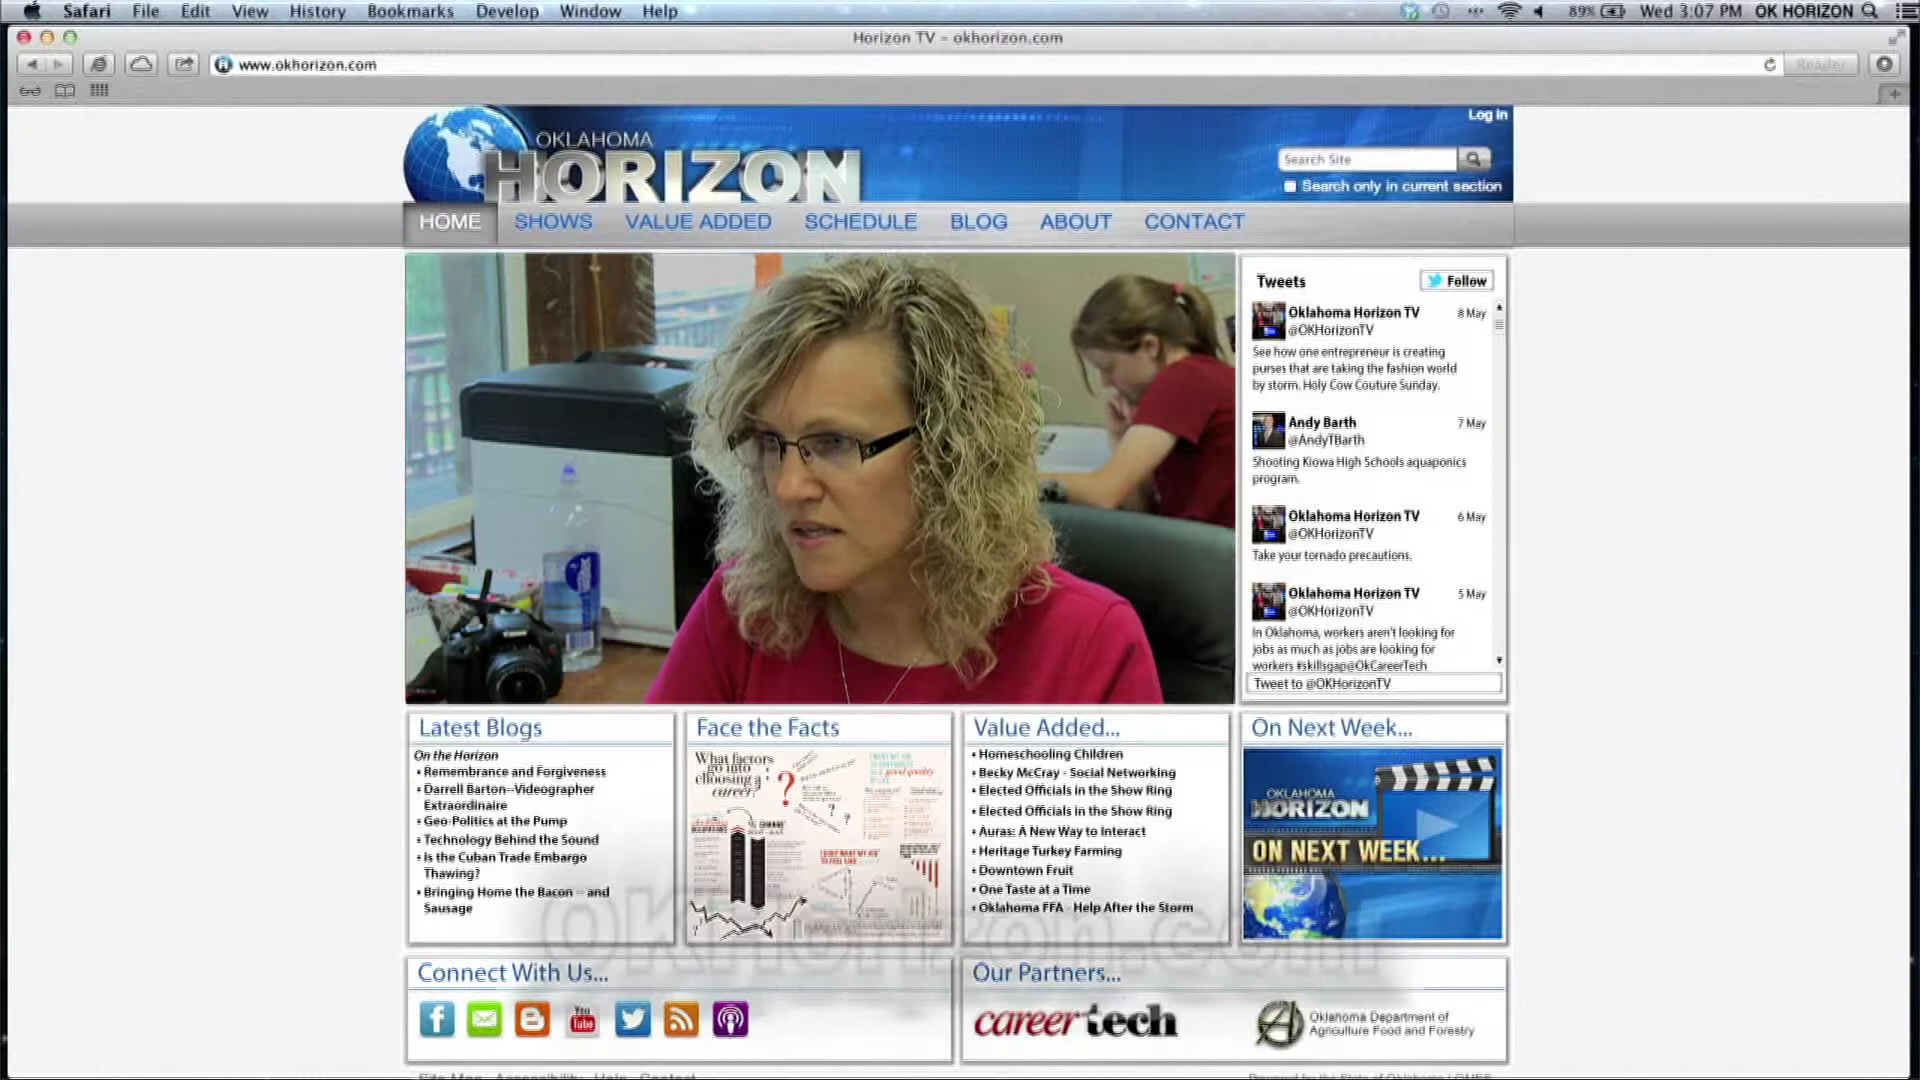 Safari File Edit View History Bookmarks Develop Window Help 89% Wed 3:07 PM OK HORIZON
Horizon TV – okhorizon.com
www.okhorizon.com
Reader
Log in
OKLAHOMA
HORIZON
Search Site
Search only in current section
HOME SHOWS VALUE ADDED SCHEDULE BLOG ABOUT CONTACT
Tweets
Follow
Oklahoma Horizon TV 8 May
@OKHorizonTV
See how one entrepreneur is creating
purses that are taking the fashion world
by storm. Holy Cow Couture Sunday.
Andy Barth 7 May
@AndyTBarth
Shooting Kiowa High Schools aquaponics
program.
Oklahoma Horizon TV 6 May
@OKHorizonTV
Take your tornado precautions.
Oklahoma Horizon TV 5 May
@OKHorizonTV
In Oklahoma, workers aren't looking for
jobs as much as jobs are looking for
workers #skillsgap@OkCareerTech
Tweet to @OKHorizonTV
Latest Blogs
On the Horizon
• Remembrance and Forgiveness
• Darrell Barton--Videographer
Extraordinaire
• Geo-Politics at the Pump
• Technology Behind the Sound
• Is the Cuban Trade Embargo
Thawing?
• Bringing Home the Bacon -- and
Sausage
Face the Facts
What factors
go into
choosing a
career?
Value Added...
• Homeschooling Children
• Becky McCray - Social Networking
• Elected Officials in the Show Ring
• Elected Officials in the Show Ring
• Auras: A New Way to Interact
• Heritage Turkey Farming
• Downtown Fruit
• One Taste at a Time
• Oklahoma FFA - Help After the Storm
On Next Week...
OKLAHOMA
HORIZON
ON NEXT WEEK...
OKHorizon.com
Connect With Us...
You
Tube
Our Partners...
careertech
Oklahoma Department of
Agriculture Food and Forestry
Site Map Accessibility Help Contact